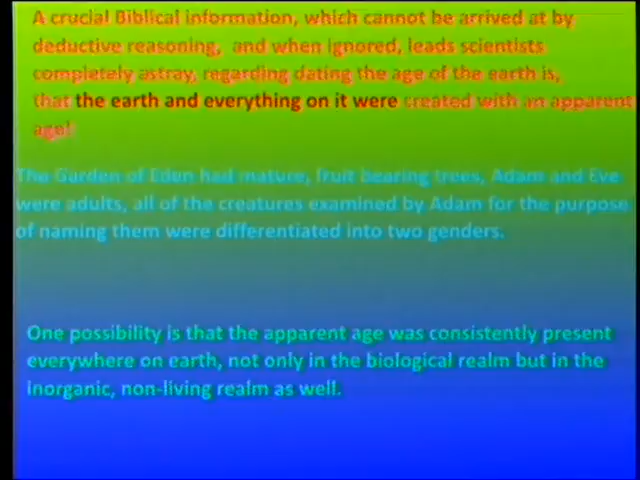 A crucial Biblical information, which cannot be arrived at by
deductive reasoning, and when ignored, leads scientists
completely astray, regarding dating the age of the earth is,
that the earth and everything on it were created with an apparent
age!
The Garden of Eden had mature, fruit bearing trees, Adam and Eve
were adults, all of the creatures examined by Adam for the purpose
of naming them were differentiated into two genders.
One possibility is that the apparent age was consistently present
everywhere on earth, not only in the biological realm but in the
inorganic, non-living realm as well.